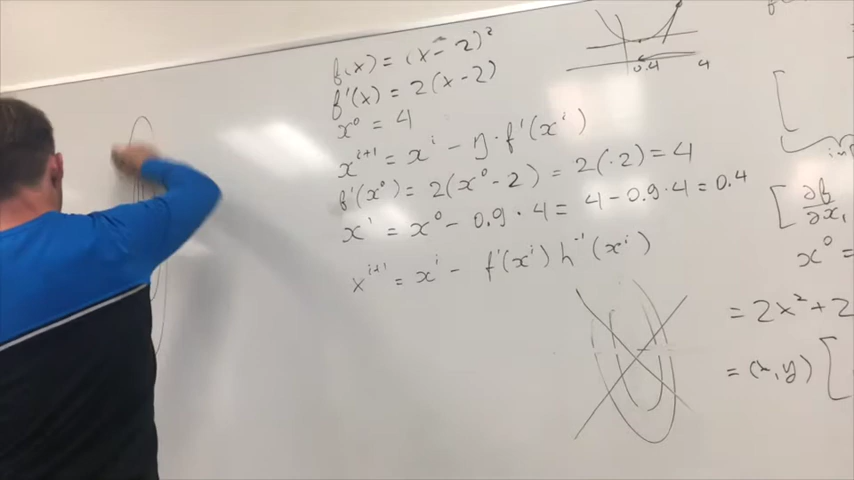 f(x) = (x - 2)²
f'(x) = 2(x - 2)
x⁰ = 4
xⁱ⁺¹ = xⁱ - η · f'(xⁱ)
f'(x⁰) = 2(x⁰ - 2) = 2(·2) = 4
x¹ = x⁰ - 0.9 · 4 = 4 - 0.9 · 4 = 0.4
xⁱ⁺¹ = xⁱ - f'(xⁱ) h⁻¹(xⁱ)
0.4 4
[∂f/∂x,
x⁰ =
= 2x² + 2
= (x, y) [